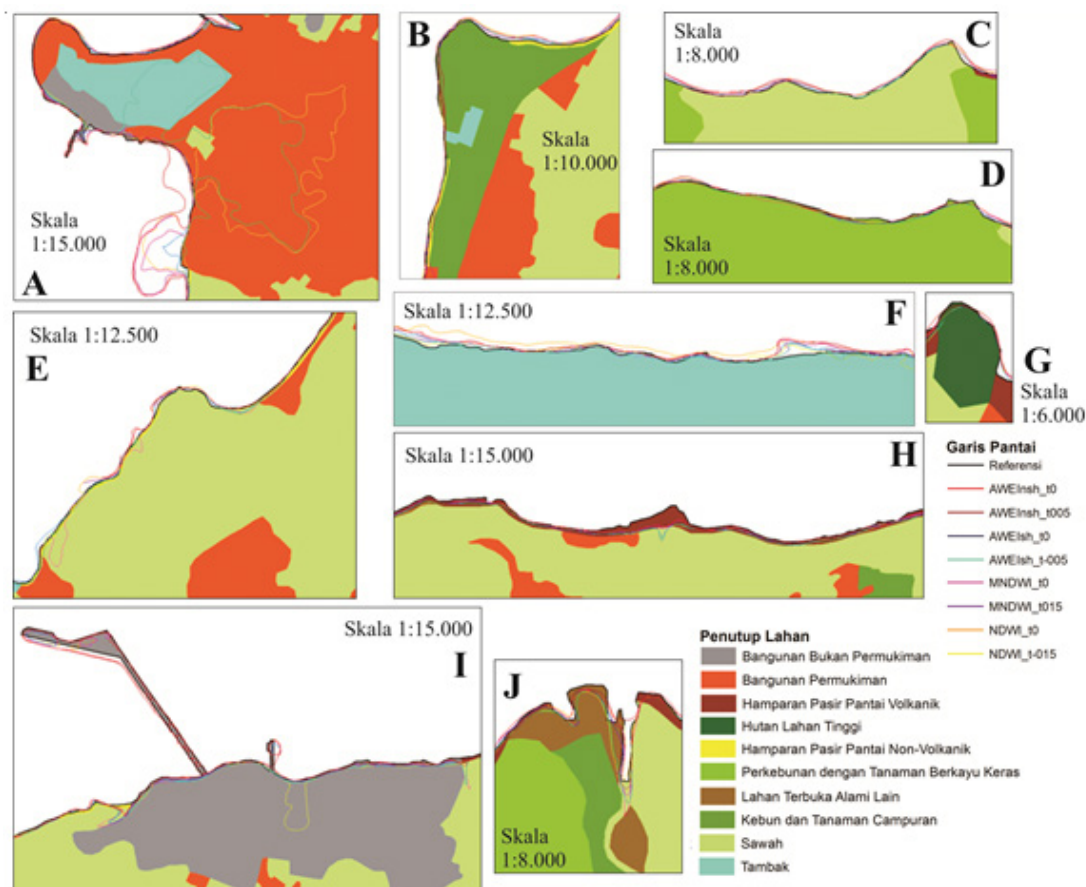 B
Skala
1:8.000
C
Skala
1:10.000
D
Skala
1:8.000
Skala
1:15.000
A
Skala 1:12.500
E
Skala 1:12.500
F
G
Skala
1:6.000
Skala 1:15.000
H
Garis Pantai
Referensi
AWEInsh_t0
AWEInsh_t005
AWEIsh_t0
AWEIsh_t-005
MNDWI_t0
MNDWI_t015
NDWI_t0
NDWI_t-015
Skala 1:15.000
I
J
Skala
1:8.000
Penutup Lahan
Bangunan Bukan Permukiman
Bangunan Permukiman
Hamparan Pasir Pantai Volkanik
Hutan Lahan Tinggi
Hamparan Pasir Pantai Non-Volkanik
Perkebunan dengan Tanaman Berkayu Keras
Lahan Terbuka Alami Lain
Kebun dan Tanaman Campuran
Sawah
Tambak